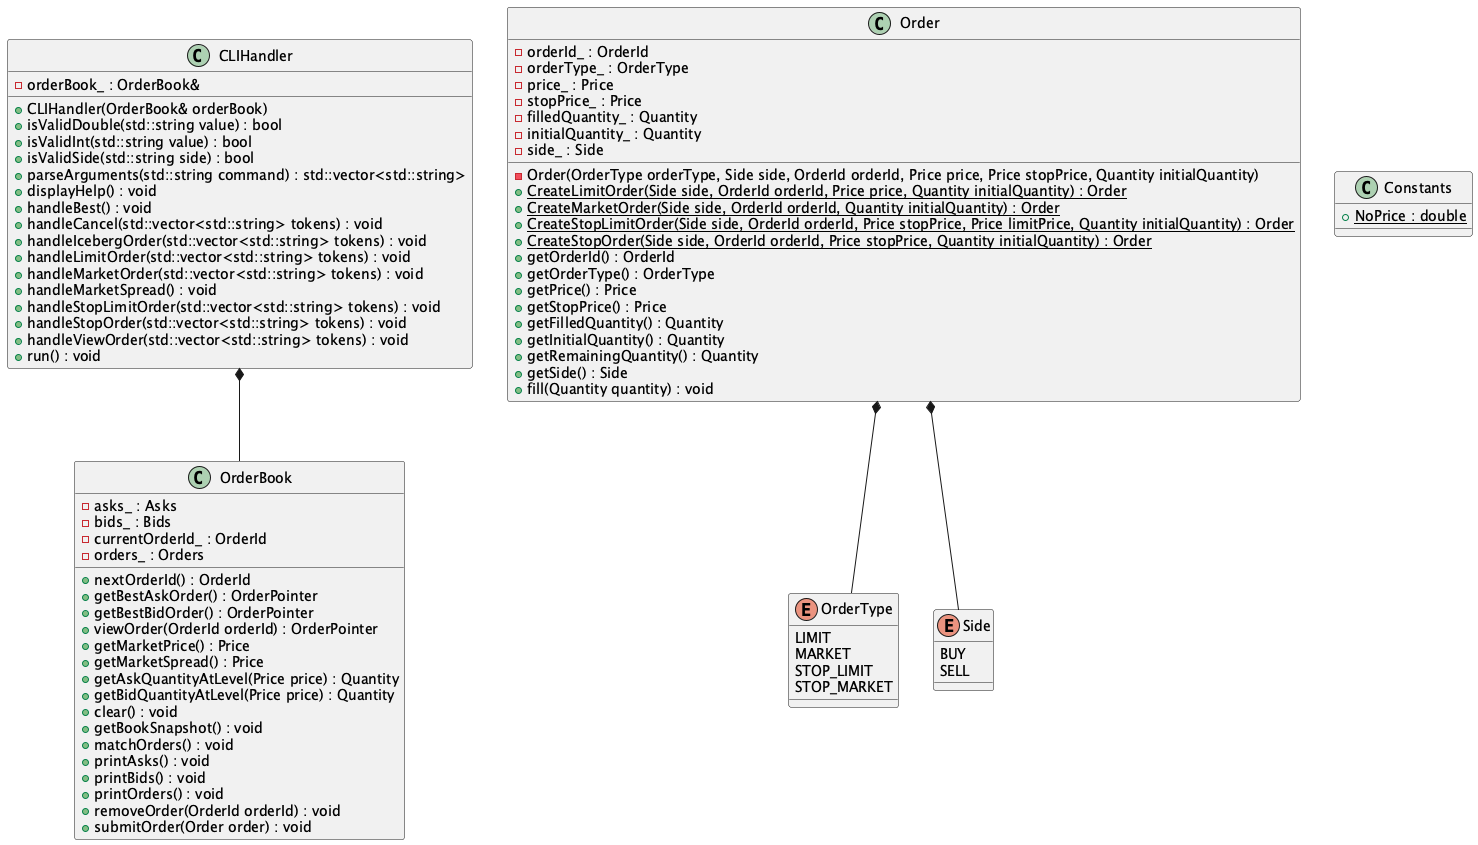 C CLIHandler
orderBook_ : OrderBook&
CLIHandler(OrderBook& orderBook)
isValidDouble(std::string value) : bool
isValidInt(std::string value) : bool
isValidSide(std::string side) : bool
parseArguments(std::string command) : std::vector<std::string>
displayHelp() : void
handleBest() : void
handleCancel(std::vector<std::string> tokens) : void
handleIcebergOrder(std::vector<std::string> tokens) : void
handleLimitOrder(std::vector<std::string> tokens) : void
handleMarketOrder(std::vector<std::string> tokens) : void
handleMarketSpread() : void
handleStopLimitOrder(std::vector<std::string> tokens) : void
handleStopOrder(std::vector<std::string> tokens) : void
handleViewOrder(std::vector<std::string> tokens) : void
run() : void
C Order
orderId_ : OrderId
orderType_ : OrderType
price_ : Price
stopPrice_ : Price
filledQuantity_ : Quantity
initialQuantity_ : Quantity
side_ : Side
Order(OrderType orderType, Side side, OrderId orderId, Price price, Price stopPrice, Quantity initialQuantity)
CreateLimitOrder(Side side, OrderId orderId, Price price, Quantity initialQuantity) : Order
CreateMarketOrder(Side side, OrderId orderId, Quantity initialQuantity) : Order
CreateStopLimitOrder(Side side, OrderId orderId, Price stopPrice, Price limitPrice, Quantity initialQuantity) : Order
CreateStopOrder(Side side, OrderId orderId, Price stopPrice, Quantity initialQuantity) : Order
getOrderId() : OrderId
getOrderType() : OrderType
getPrice() : Price
getStopPrice() : Price
getFilledQuantity() : Quantity
getInitialQuantity() : Quantity
getRemainingQuantity() : Quantity
getSide() : Side
fill(Quantity quantity) : void
C Constants
NoPrice : double
C OrderBook
asks_ : Asks
bids_ : Bids
currentOrderId_ : OrderId
orders_ : Orders
nextOrderId() : OrderId
getBestAskOrder() : OrderPointer
getBestBidOrder() : OrderPointer
viewOrder(OrderId orderId) : OrderPointer
getMarketPrice() : Price
getMarketSpread() : Price
getAskQuantityAtLevel(Price price) : Quantity
getBidQuantityAtLevel(Price price) : Quantity
clear() : void
getBookSnapshot() : void
matchOrders() : void
printAsks() : void
printBids() : void
printOrders() : void
removeOrder(OrderId orderId) : void
submitOrder(Order order) : void
E OrderType
LIMIT
MARKET
STOP_LIMIT
STOP_MARKET
E Side
BUY
SELL